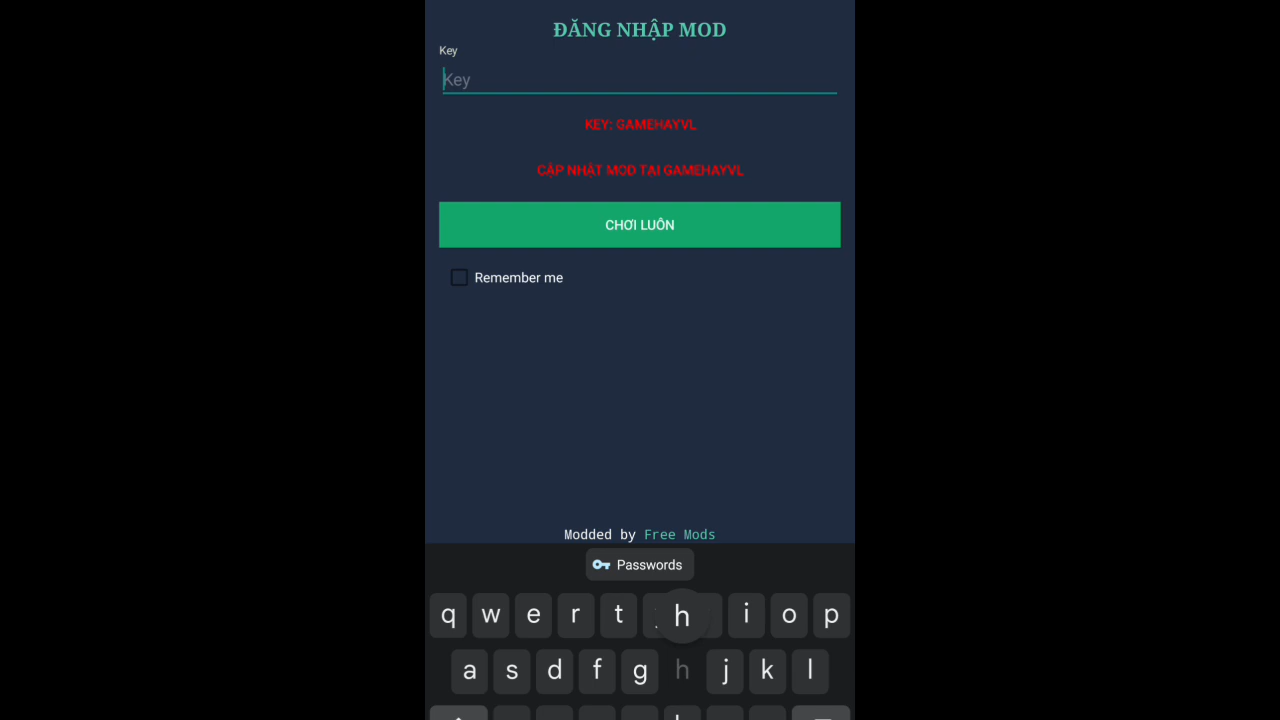 ĐĂNG NHẬP MOD
Key
Key
KEY: GAMEHAYVL
CẬP NHẬT MOD TẠI GAMEHAYVL
CHƠI LUÔN
Remember me
Modded by Free Mods
Passwords
q w e r t h i o p
a s d f g h j k l